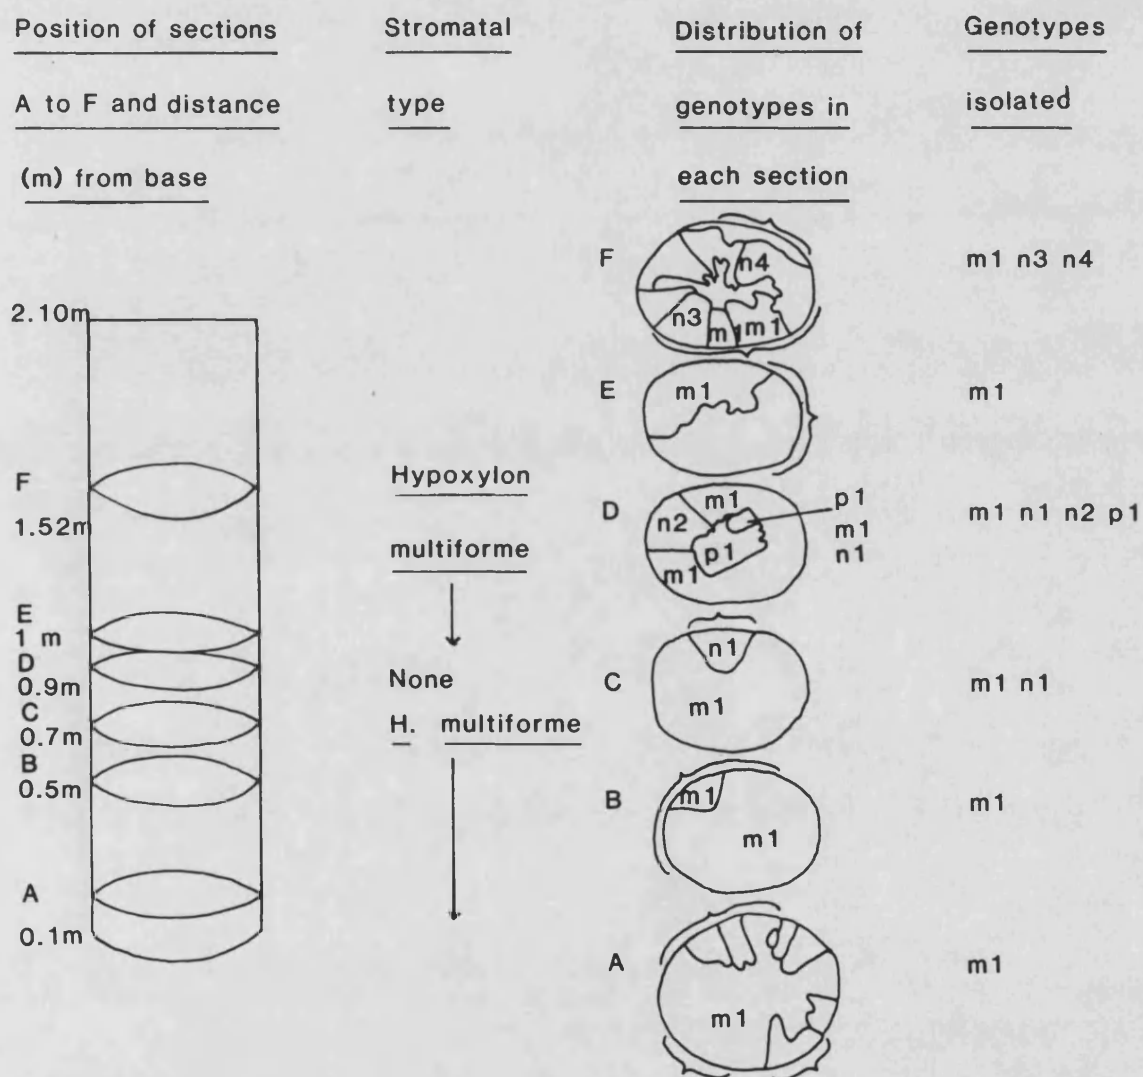 Position of sections
A to F and distance
(m) from base
Stromatal
type
Distribution of
genotypes in
each section
Genotypes
isolated
2.10m
F
1.52m
E
1 m
D
0.9m
C
0.7m
B
0.5m
A
0.1m
Hypoxylon
multiforme
None
H. multiforme
F
n4
n3
m1
m1
m1 n3 n4
E
m1
m1
D
m1
n2
p1
m1
p1
m1
n1
m1 n1 n2 p1
C
n1
m1
m1 n1
B
m1
m1
m1
A
m1
m1